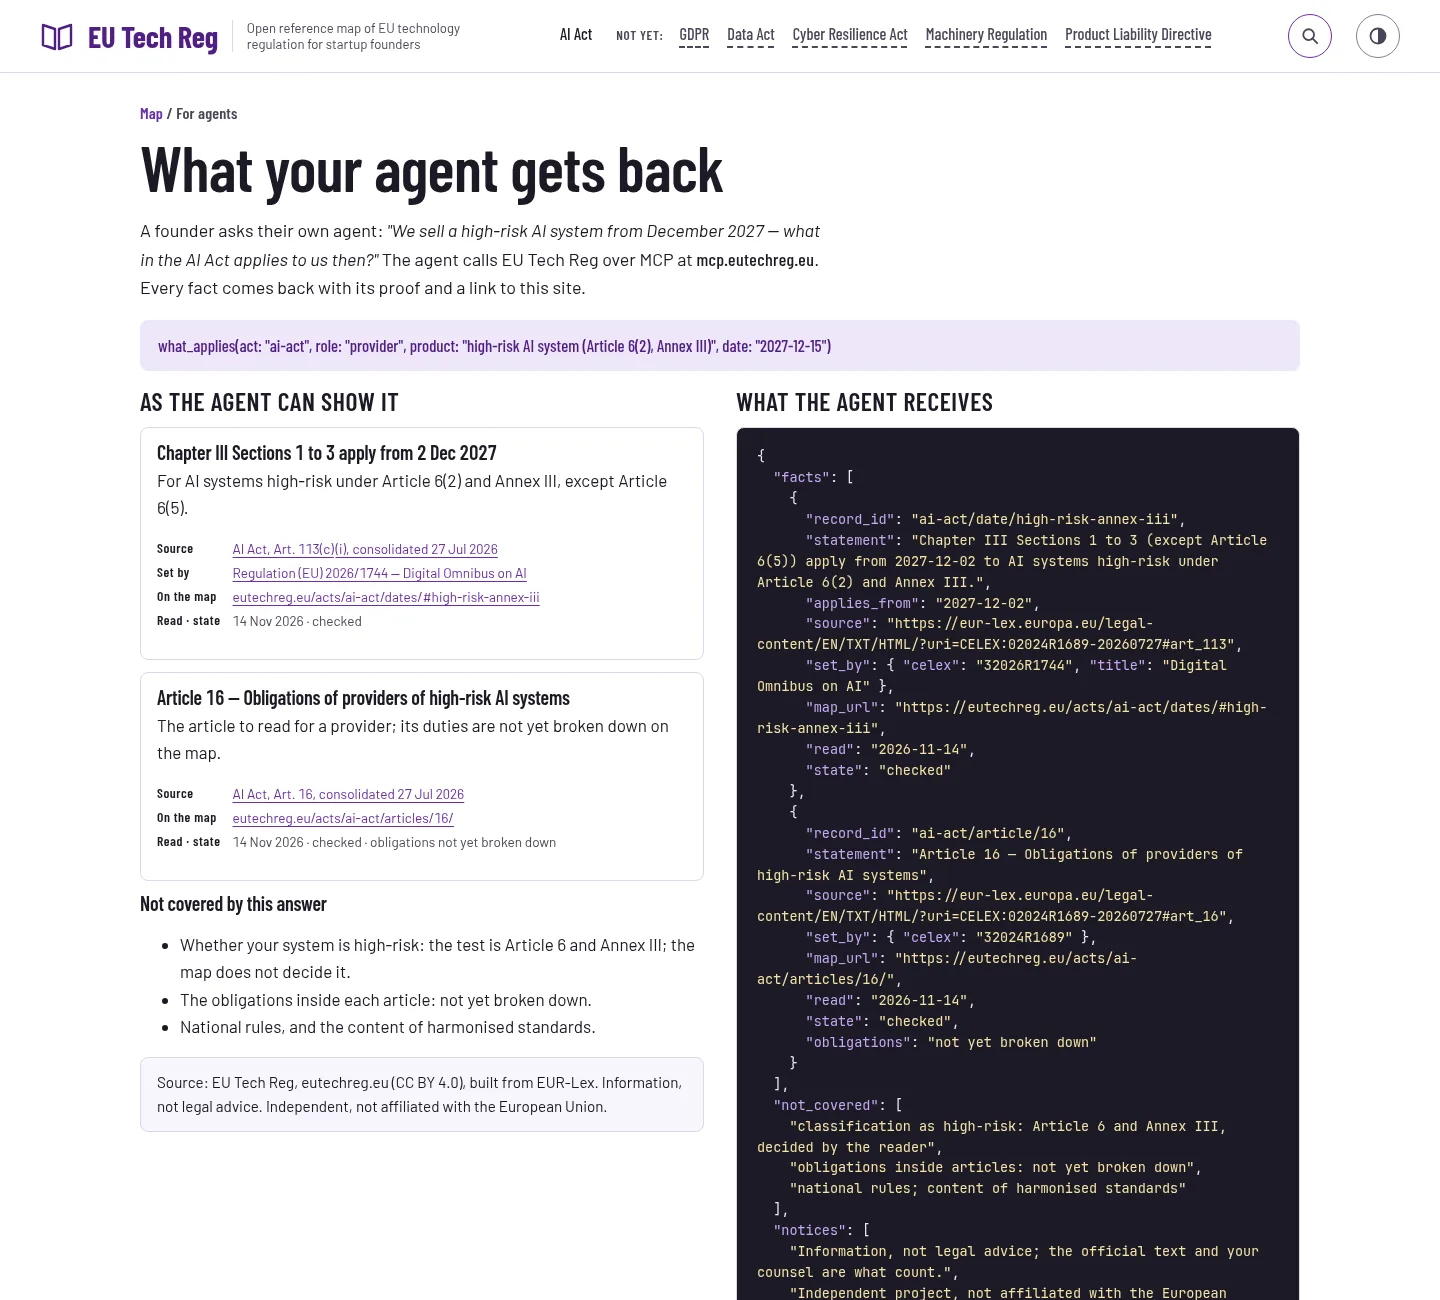 EU Tech Reg
Open reference map of EU technology
regulation for startup founders
AI Act NOT YET: GDPR Data Act Cyber Resilience Act Machinery Regulation Product Liability Directive
Map / For agents
What your agent gets back
A founder asks their own agent: "We sell a high-risk AI system from December 2027 — what
in the AI Act applies to us then?" The agent calls EU Tech Reg over MCP at mcp.eutechreg.eu.
Every fact comes back with its proof and a link to this site.
what_applies(act: "ai-act", role: "provider", product: "high-risk AI system (Article 6(2), Annex III)", date: "2027-12-15")
AS THE AGENT CAN SHOW IT
Chapter III Sections 1 to 3 apply from 2 Dec 2027
For AI systems high-risk under Article 6(2) and Annex III, except Article
6(5).
Source AI Act, Art. 113(c)(i), consolidated 27 Jul 2026
Set by Regulation (EU) 2026/1744 — Digital Omnibus on AI
On the map eutechreg.eu/acts/ai-act/dates/#high-risk-annex-iii
Read · state 14 Nov 2026 · checked
Article 16 — Obligations of providers of high-risk AI systems
The article to read for a provider; its duties are not yet broken down on
the map.
Source AI Act, Art. 16, consolidated 27 Jul 2026
On the map eutechreg.eu/acts/ai-act/articles/16/
Read · state 14 Nov 2026 · checked · obligations not yet broken down
Not covered by this answer
• Whether your system is high-risk: the test is Article 6 and Annex III; the
map does not decide it.
• The obligations inside each article: not yet broken down.
• National rules, and the content of harmonised standards.
Source: EU Tech Reg, eutechreg.eu (CC BY 4.0), built from EUR-Lex. Information,
not legal advice. Independent, not affiliated with the European Union.
WHAT THE AGENT RECEIVES
{
"facts": [
{
"record_id": "ai-act/date/high-risk-annex-iii",
"statement": "Chapter III Sections 1 to 3 (except Article
6(5)) apply from 2027-12-02 to AI systems high-risk under
Article 6(2) and Annex III.",
"applies_from": "2027-12-02",
"source": "https://eur-lex.europa.eu/legal-
content/EN/TXT/HTML/?uri=CELEX:02024R1689-20260727#art_113",
"set_by": { "celex": "32026R1744", "title": "Digital
Omnibus on AI" },
"map_url": "https://eutechreg.eu/acts/ai-act/dates/#high-
risk-annex-iii",
"read": "2026-11-14",
"state": "checked"
},
{
"record_id": "ai-act/article/16",
"statement": "Article 16 — Obligations of providers of
high-risk AI systems",
"source": "https://eur-lex.europa.eu/legal-
content/EN/TXT/HTML/?uri=CELEX:02024R1689-20260727#art_16",
"set_by": { "celex": "32024R1689" },
"map_url": "https://eutechreg.eu/acts/ai-
act/articles/16/",
"read": "2026-11-14",
"state": "checked",
"obligations": "not yet broken down"
}
],
"not_covered": [
"classification as high-risk: Article 6 and Annex III,
decided by the reader",
"obligations inside articles: not yet broken down",
"national rules; content of harmonised standards"
],
"notices": [
"Information, not legal advice; the official text and your
counsel are what count.",
"Independent project, not affiliated with the European